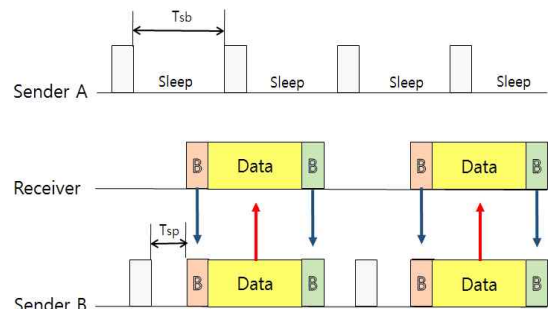 Tsb
Sleep Sleep Sleep Sleep
Sender A
B Data B B Data B
Receiver
Tsp
B Data B B Data B
Sender B